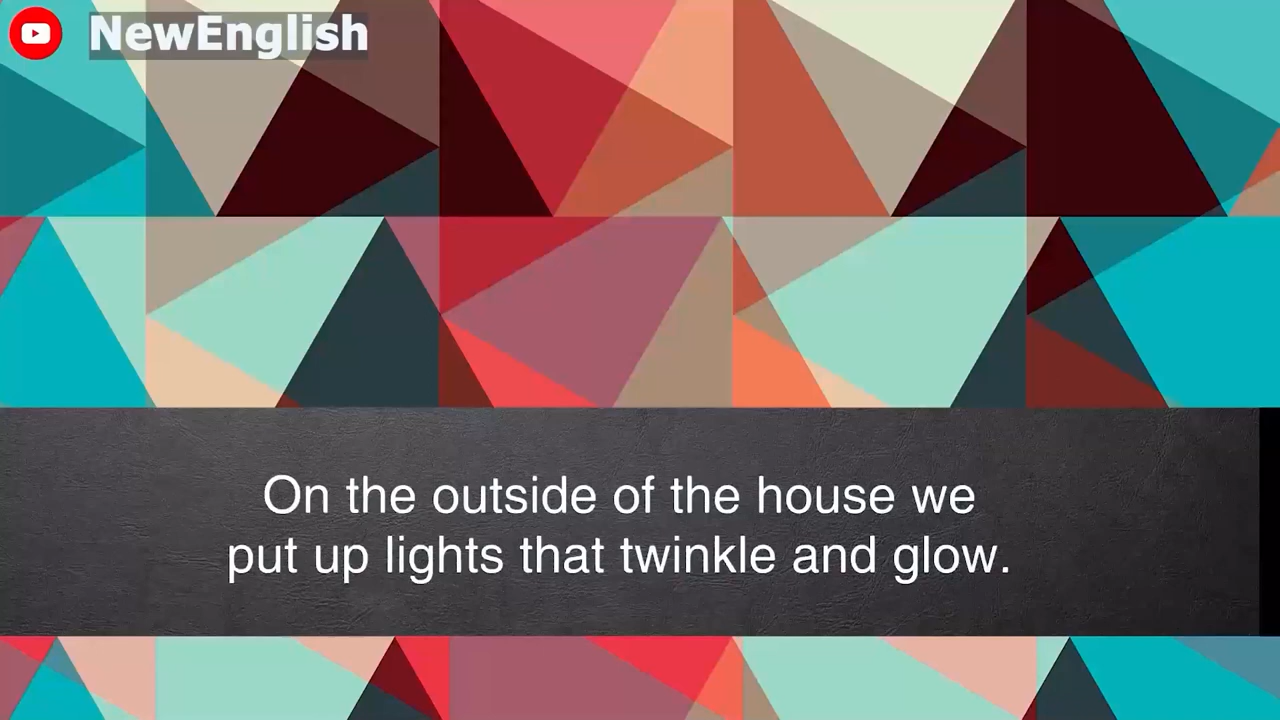 NewEnglish
On the outside of the house we
put up lights that twinkle and glow.